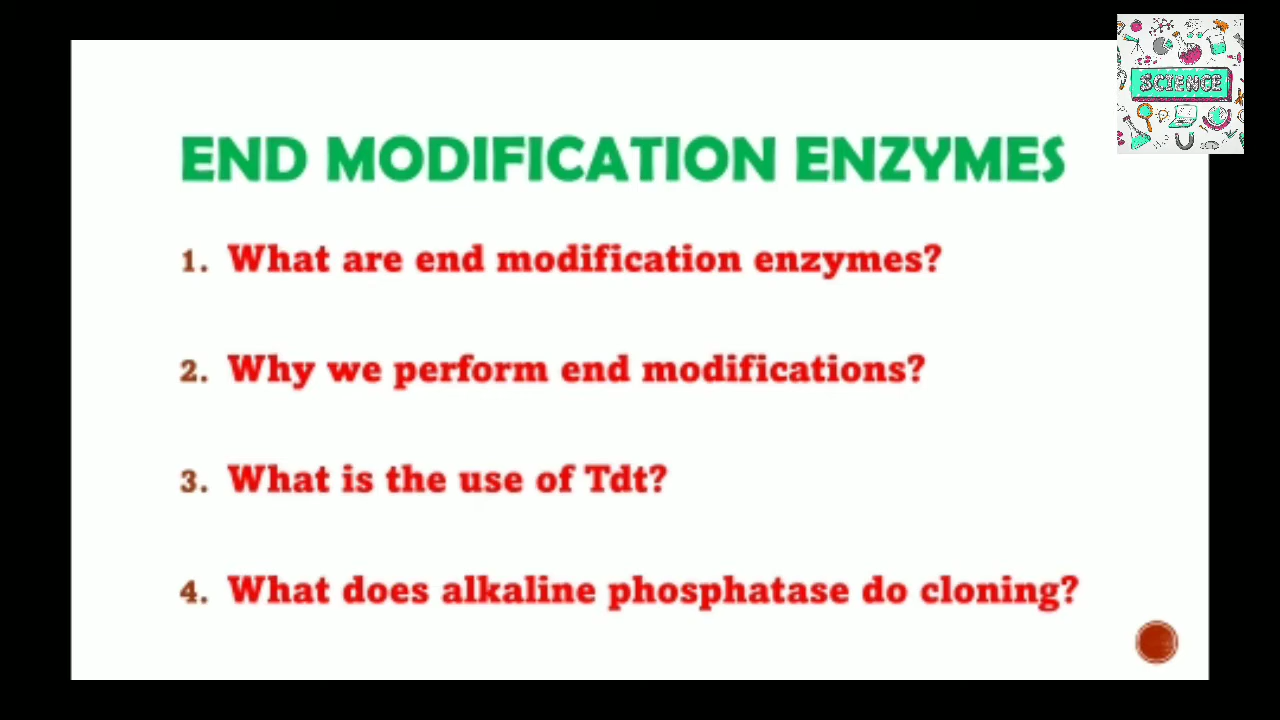 SCIENCE
END MODIFICATION ENZYMES
1. What are end modification enzymes?
2. Why we perform end modifications?
3. What is the use of Tdt?
4. What does alkaline phosphatase do cloning?